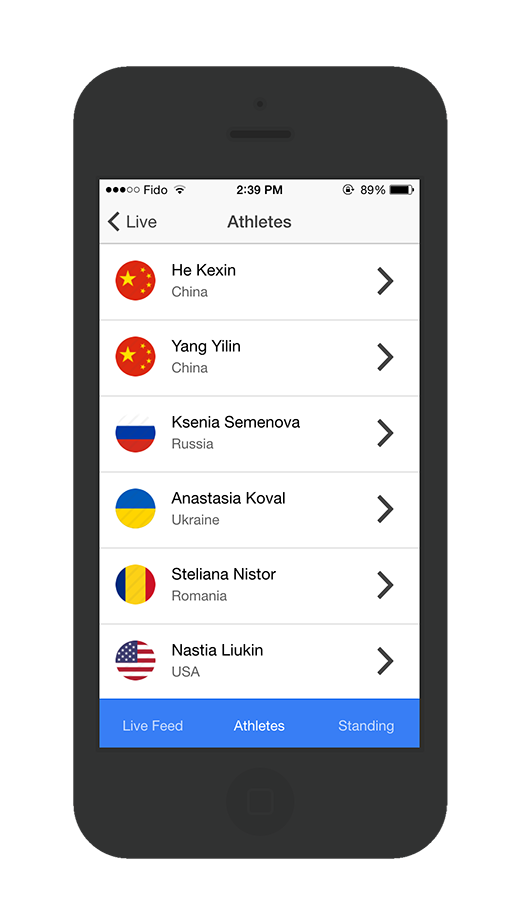 Fido 2:39 PM 89%
Live Athletes
He Kexin
China
Yang Yilin
China
Ksenia Semenova
Russia
Anastasia Koval
Ukraine
Steliana Nistor
Romania
Nastia Liukin
USA
Live Feed Athletes Standing